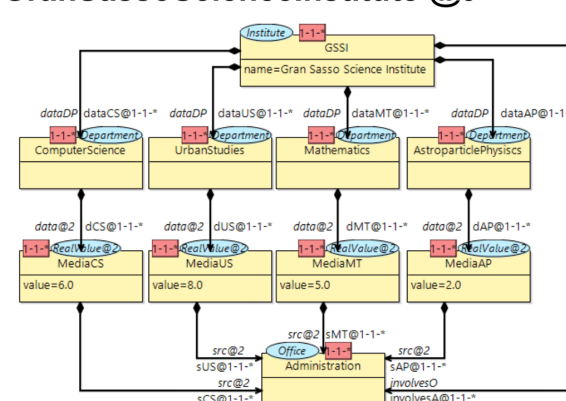 Institute 1-1-*
GSSI
name=Gran Sasso Science Institute
dataDP dataCS@1-1-* dataDP dataUS@1-1-* dataDP dataMT@1-1-* dataDP dataAP@1-1
1-1-* Department 1-1-* Department 1-1-* Department 1-1-* Department
ComputerScience UrbanStudies Mathematics AstroparticlePhysiscs
data@2 dCS@1-1-* data@2 dUS@1-1-* data@2 dMT@1-1-* data@2 dAP@1-1-*
1-1-* RealValue@2 1-1-* RealValue@2 1-1-* RealValue@2 1-1-* RealValue@2
MediaCS MediaUS MediaMT MediaAP
value=6.0 value=8.0 value=5.0 value=2.0
src@2 sMT@1-1-*
src@2 Office 1-1-* src@2
sUS@1-1-* Administration sAP@1-1-*
src@2 involvesO
sCS@1-1-* involvesA@1-1-*